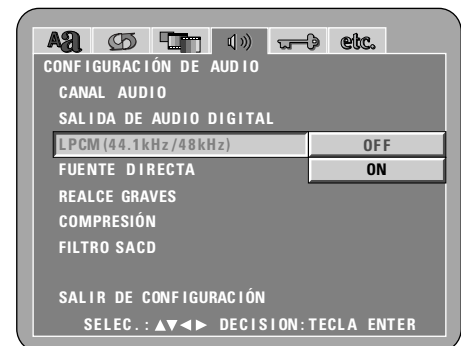 Aa etc.
CONFIGURACIÓN DE AUDIO
CANAL AUDIO
SALIDA DE AUDIO DIGITAL
LPCM(44.1kHz/48kHz) OFF
FUENTE DIRECTA ON
REALCE GRAVES
COMPRESIÓN
FILTRO SACD
SALIR DE CONFIGURACIÓN
SELEC.:▲▼◀▶ DECISION:TECLA ENTER